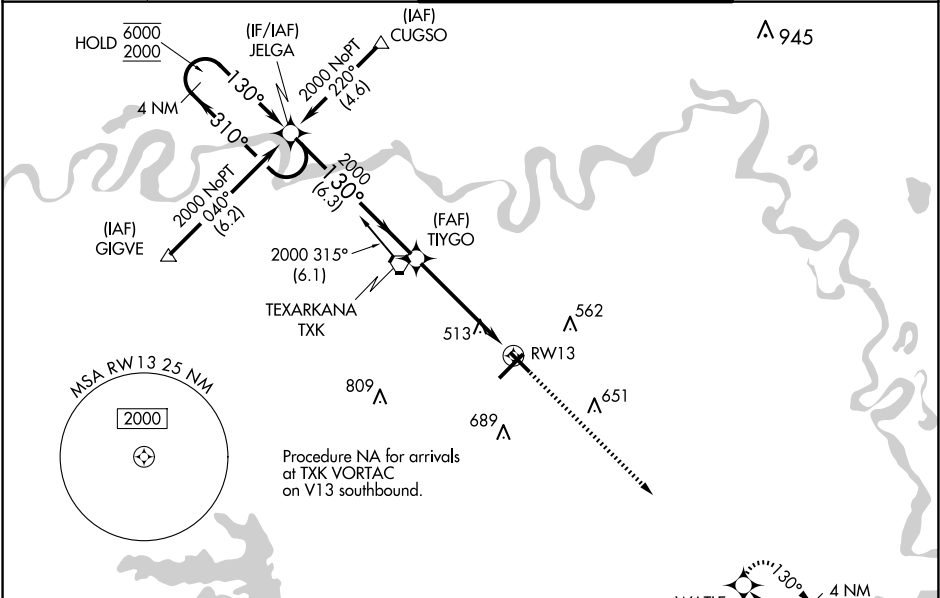 (IAF)
CUGSO
945
(IF/IAF)
JELGA
HOLD 6000
2000
130°
2000 NoPT
220°
(4.6)
4 NM
310°
2000 NoPT
040°
(6.2)
2000
130°
(6.3)
(IAF)
GIGVE
(FAF)
TIYGO
2000 315°
(6.1)
TEXARKANA
TXK
513
562
RW13
MSA RW13 25 NM
2000
809
651
689
Procedure NA for arrivals
at TXK VORTAC
on V13 southbound.
130°
4 NM